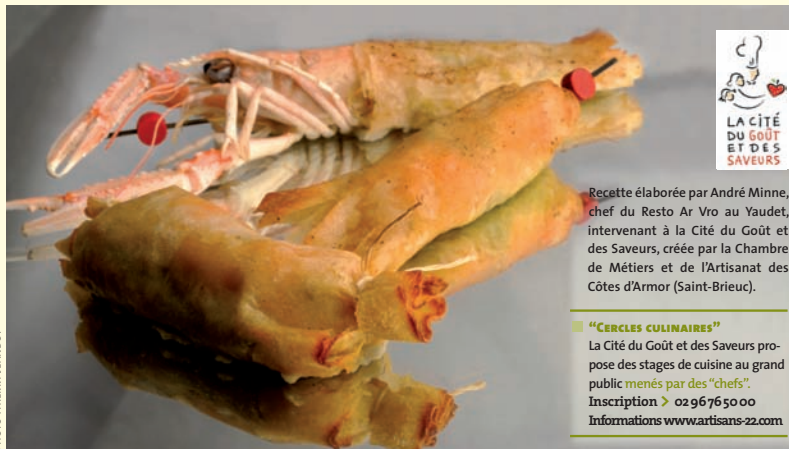 LA CITÉ
DU GOÛT
ET DES
SAVEURS
Recette élaborée par André Minne,
chef du Resto Ar Vro au Yaudet,
intervenant à la Cité du Goût et
des Saveurs, créée par la Chambre
de Métiers et de l'Artisanat des
Côtes d'Armor (Saint-Brieuc).
"CERCLES CULINAIRES"
La Cité du Goût et des Saveurs pro-
pose des stages de cuisine au grand
public menés par des "chefs".
Inscription > 0296765000
Informations www.artisans-22.com